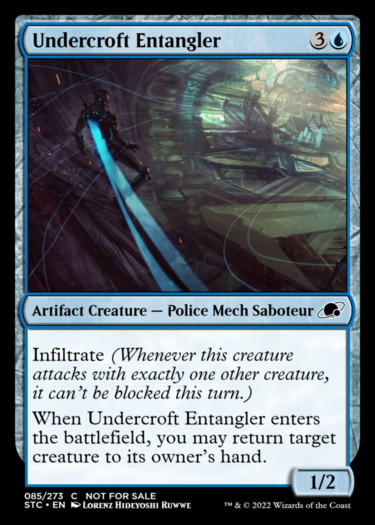 Undercroft Entangler 3
Artifact Creature — Police Mech Saboteur
Infiltrate (Whenever this creature
attacks with exactly one other creature,
it can't be blocked this turn.)
When Undercroft Entangler enters
the battlefield, you may return target
creature to its owner's hand.
1/2
085/273 C NOT FOR SALE
STC • EN Lorenz Hideyoshi Ruwwe ™ & © 2022 Wizards of the Coast